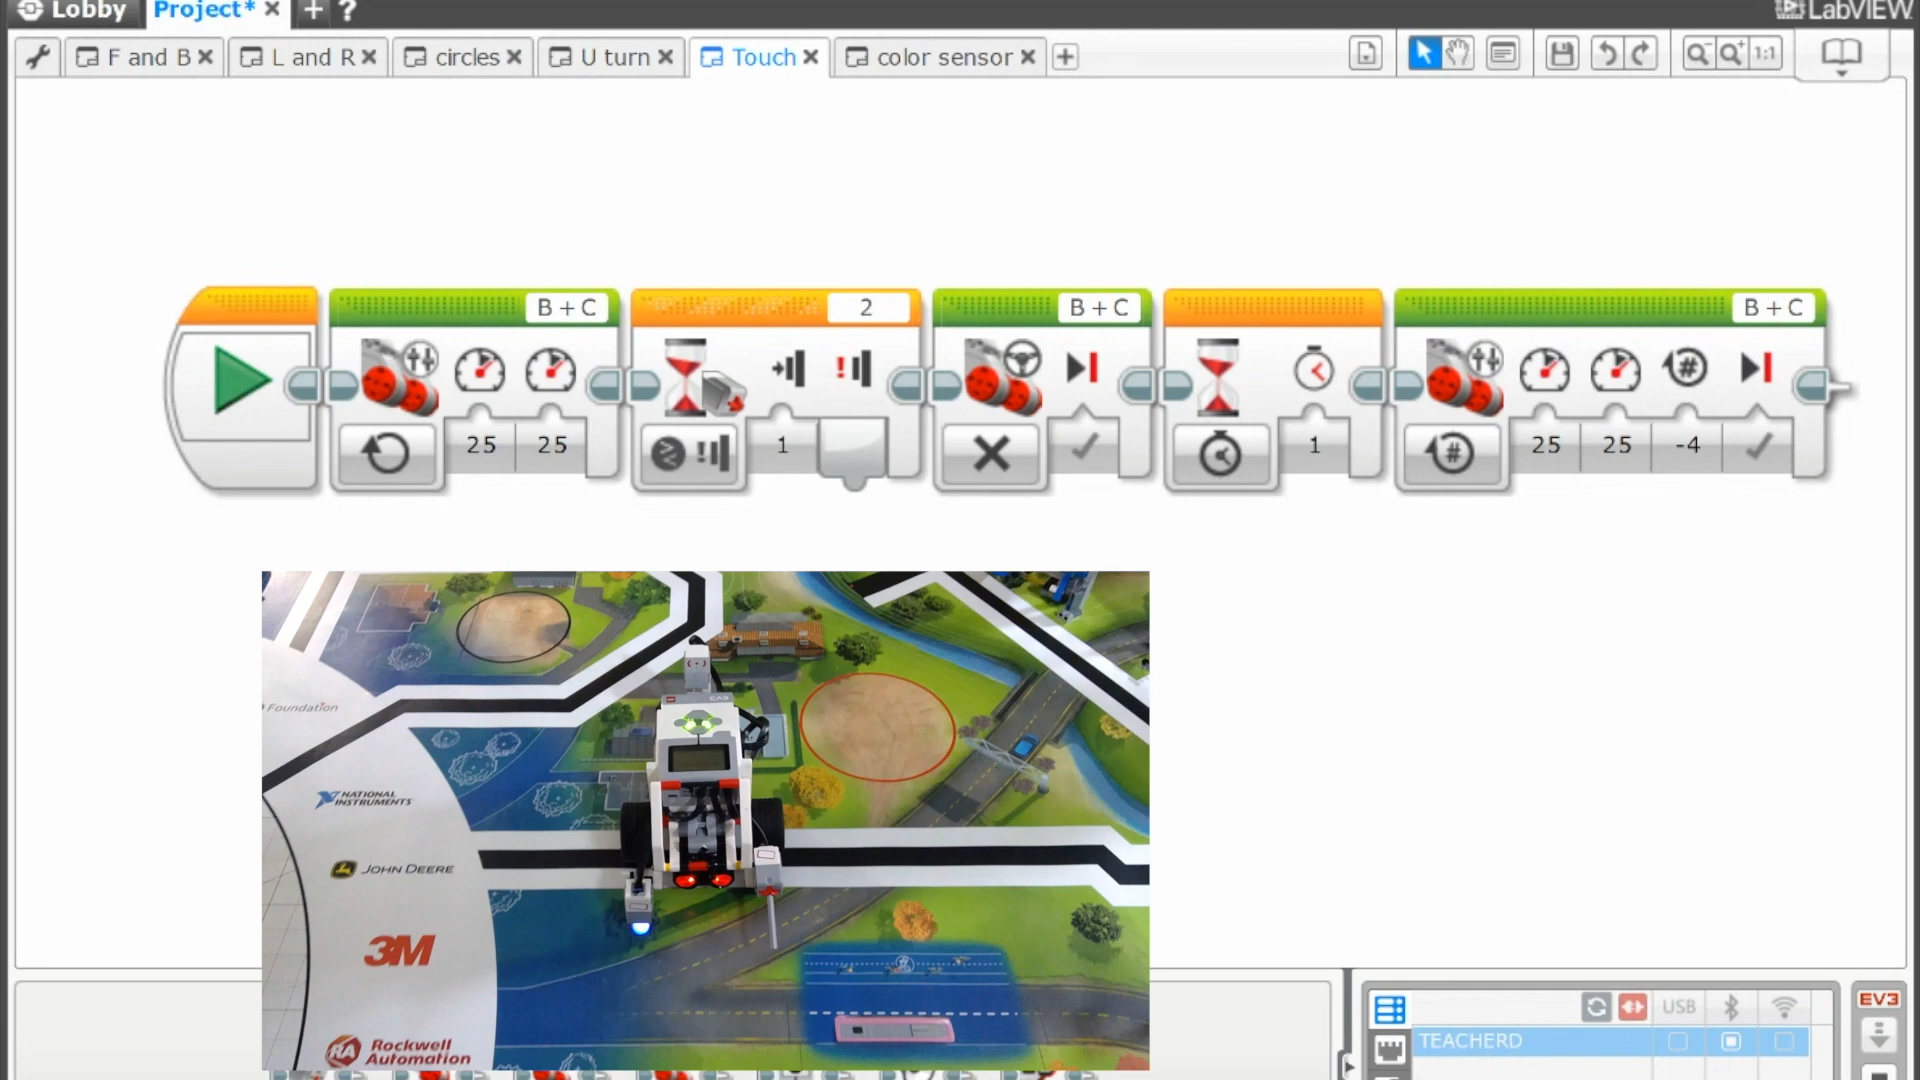 Lobby
Project*
+
?
LabVIEW
F and B
L and R
circles
U turn
Touch
color sensor
1:1
B + C
25
25
2
1
B + C
1
B + C
25
25
-4
#
#
Foundation
NATIONAL
INSTRUMENTS
JOHN DEERE
3M
RA
Rockwell
Automation
USB
TEACHERD
EV3